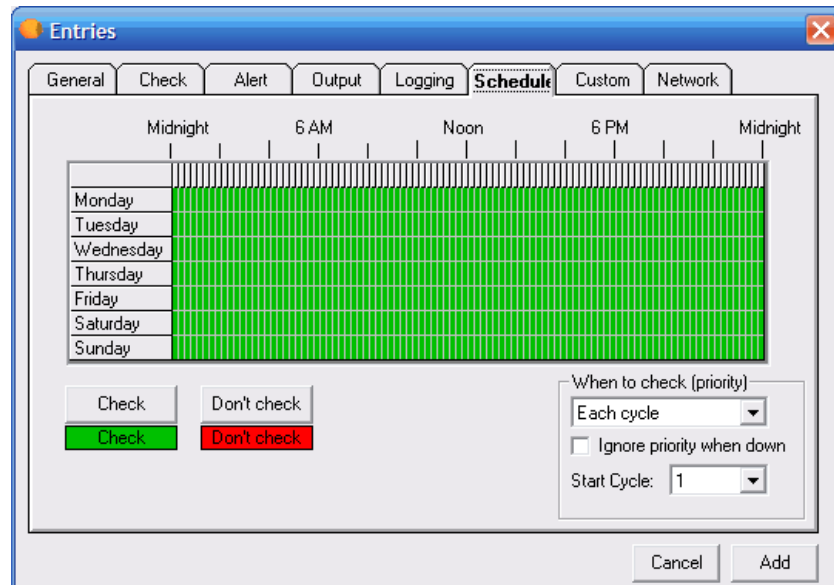 Entries
General Check Alert Output Logging Schedule Custom Network
Midnight 6 AM Noon 6 PM Midnight
Monday
Tuesday
Wednesday
Thursday
Friday
Saturday
Sunday
When to check (priority)
Check Don't check
Each cycle
Check Don't check
Ignore priority when down
Start Cycle: 1
Cancel Add